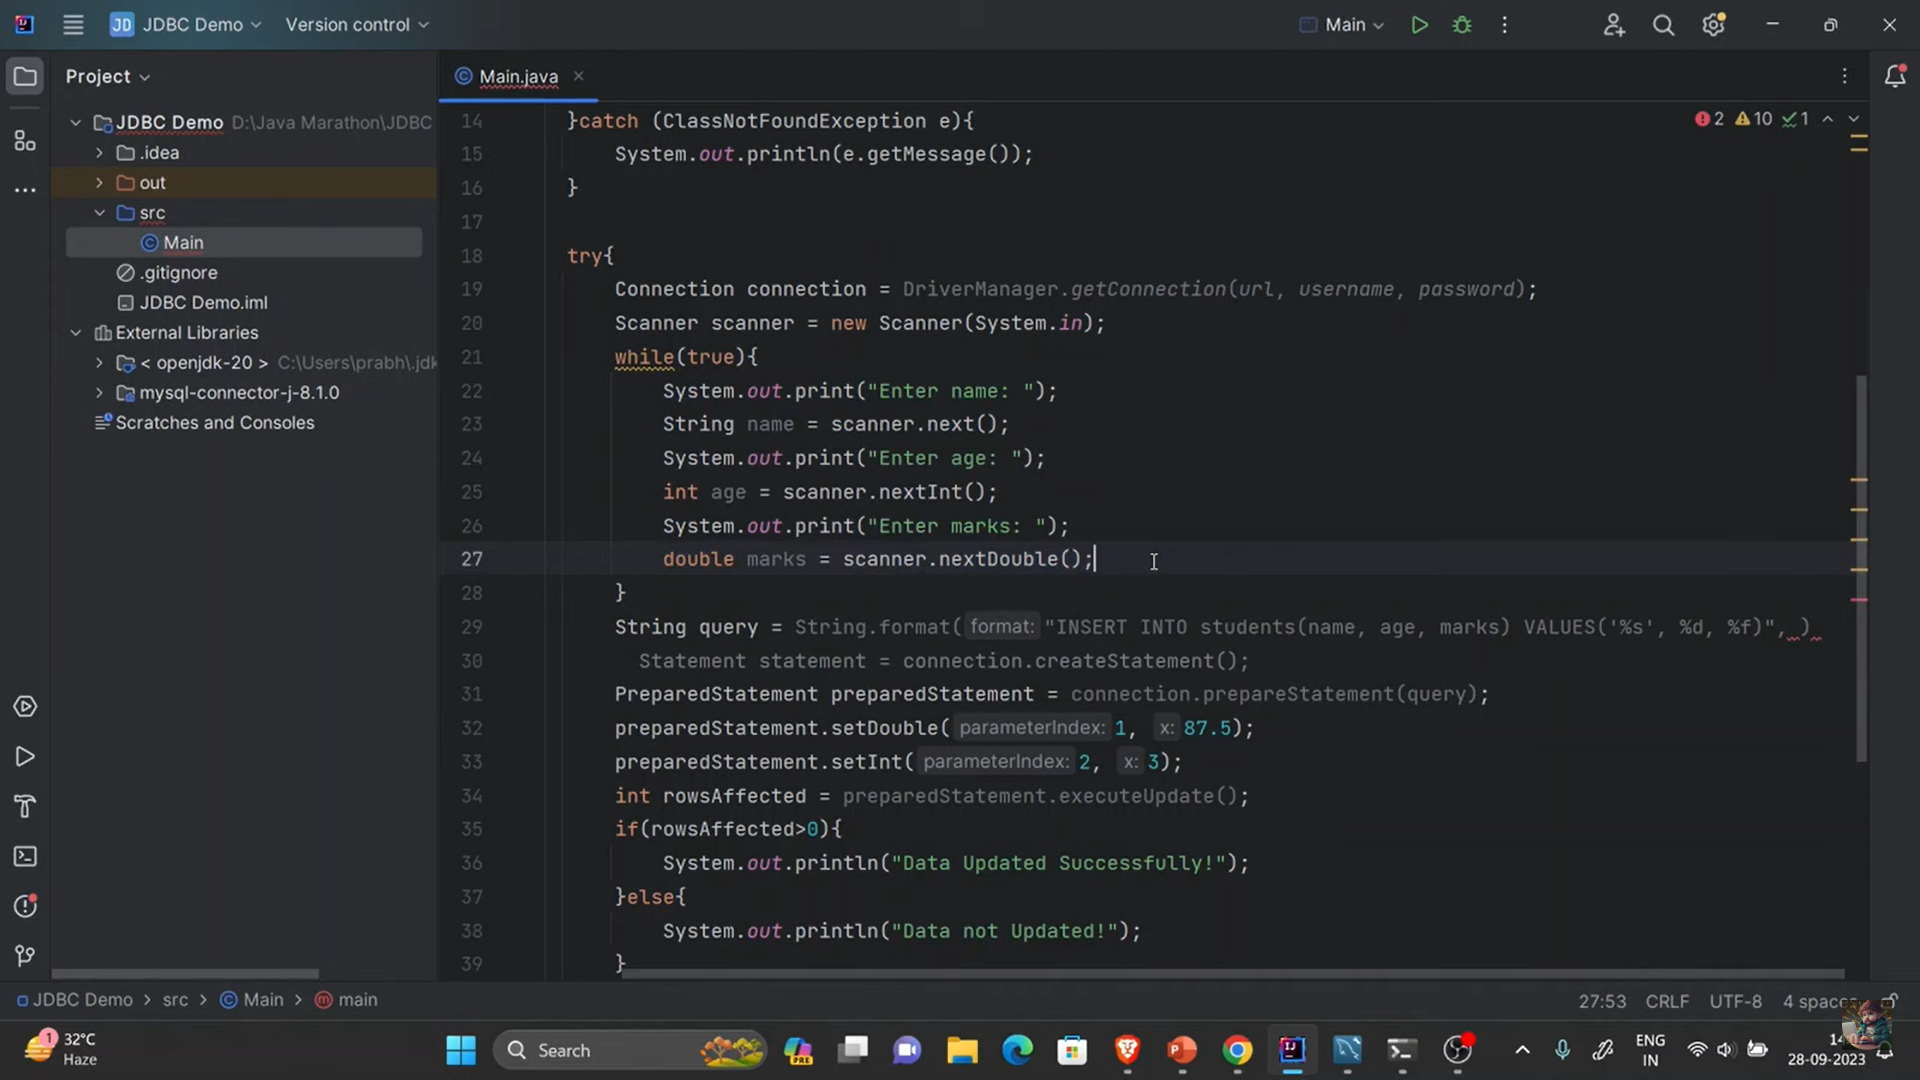 JD JDBC Demo Version control Main
Project
Main.java
JDBC Demo D:\Java Marathon\JDBC
.idea
out
src
Main
.gitignore
JDBC Demo.iml
External Libraries
< openjdk-20 > C:\Users\prabh\.jdk
mysql-connector-j-8.1.0
Scratches and Consoles
2 10 1
14 }catch (ClassNotFoundException e){
15 System.out.println(e.getMessage());
16 }
17
18 try{
19 Connection connection = DriverManager.getConnection(url, username, password);
20 Scanner scanner = new Scanner(System.in);
21 while(true){
22 System.out.print("Enter name: ");
23 String name = scanner.next();
24 System.out.print("Enter age: ");
25 int age = scanner.nextInt();
26 System.out.print("Enter marks: ");
27 double marks = scanner.nextDouble();
28 }
29 String query = String.format( format: "INSERT INTO students(name, age, marks) VALUES('%s', %d, %f)", )
30 Statement statement = connection.createStatement();
31 PreparedStatement preparedStatement = connection.prepareStatement(query);
32 preparedStatement.setDouble( parameterIndex: 1, x: 87.5);
33 preparedStatement.setInt( parameterIndex: 2, x: 3);
34 int rowsAffected = preparedStatement.executeUpdate();
35 if(rowsAffected>0){
36 System.out.println("Data Updated Successfully!");
37 }else{
38 System.out.println("Data not Updated!");
39 }
JDBC Demo > src > Main > main
27:53 CRLF UTF-8 4 spaces
1 32°C
Haze
Search
PRE
ENG
IN
28-09-2023